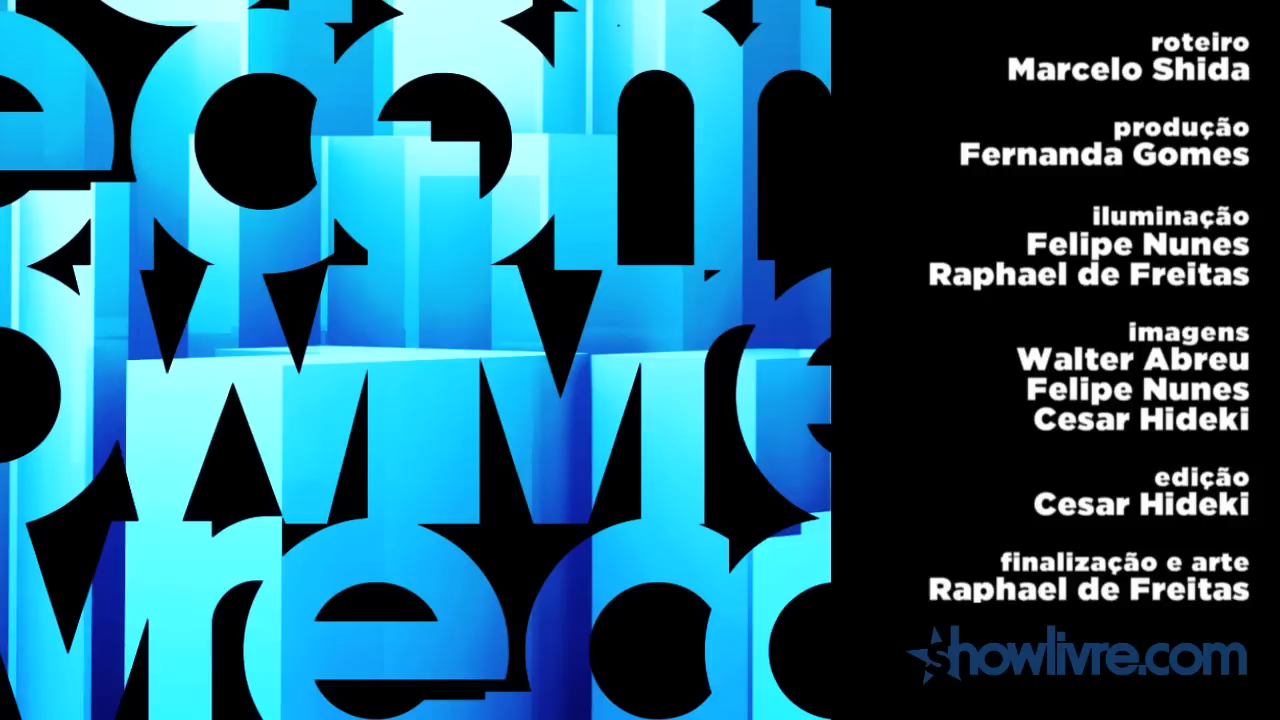 roteiro
Marcelo Shida
produção
Fernanda Gomes
iluminação
Felipe Nunes
Raphael de Freitas
imagens
Walter Abreu
Felipe Nunes
Cesar Hideki
edição
Cesar Hideki
finalização e arte
Raphael de Freitas
showlivre.com